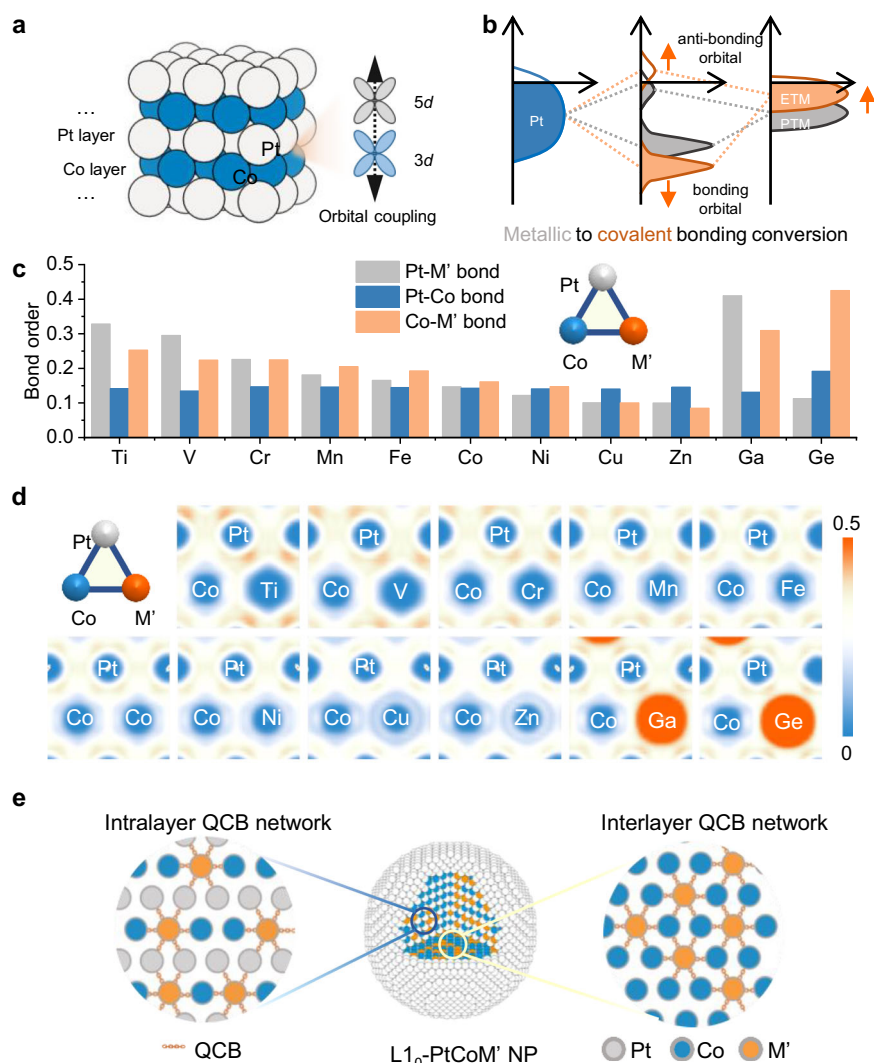 a
...
Pt layer
Co layer
...
Pt
Co
5d
3d
Orbital coupling
b
anti-bonding
orbital
Pt
ETM
PTM
bonding
orbital
Metallic to covalent bonding conversion
c
Bond order
0.5
0.4
0.3
0.2
0.1
0.0
Pt-M' bond
Pt-Co bond
Co-M' bond
Pt
Co M'
Ti V Cr Mn Fe Co Ni Cu Zn Ga Ge
d
Pt
Co M'
Pt Pt Pt Pt Pt
Co Ti Co V Co Cr Co Mn Co Fe
Pt Pt Pt Pt Pt Pt
Co Co Co Ni Co Cu Co Zn Co Ga Co Ge
0.5
0
e
Intralayer QCB network
Interlayer QCB network
QCB
L1₀-PtCoM' NP
Pt Co M'